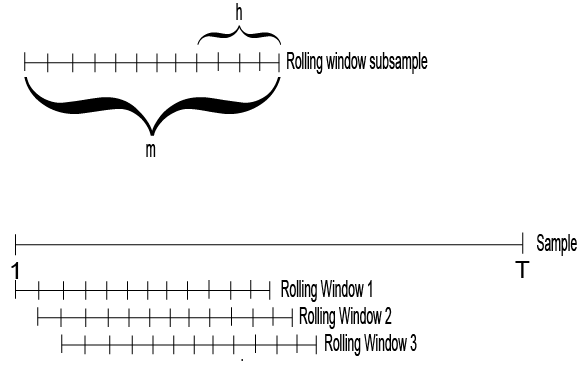 h
Rolling window subsample
m
Sample
1 T
Rolling Window 1
Rolling Window 2
Rolling Window 3